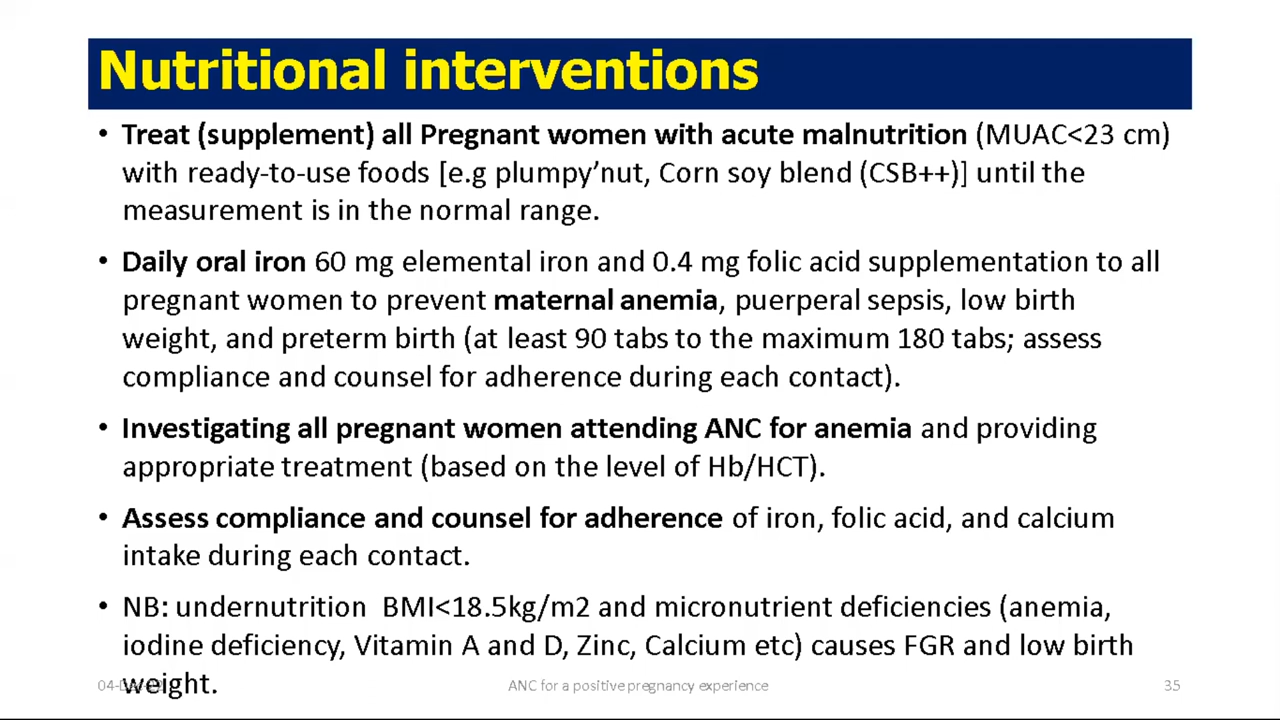 Nutritional interventions
• Treat (supplement) all Pregnant women with acute malnutrition (MUAC<23 cm)
with ready-to-use foods [e.g plumpy’nut, Corn soy blend (CSB++)] until the
measurement is in the normal range.
• Daily oral iron 60 mg elemental iron and 0.4 mg folic acid supplementation to all
pregnant women to prevent maternal anemia, puerperal sepsis, low birth
weight, and preterm birth (at least 90 tabs to the maximum 180 tabs; assess
compliance and counsel for adherence during each contact).
• Investigating all pregnant women attending ANC for anemia and providing
appropriate treatment (based on the level of Hb/HCT).
• Assess compliance and counsel for adherence of iron, folic acid, and calcium
intake during each contact.
• NB: undernutrition BMI<18.5kg/m2 and micronutrient deficiencies (anemia,
iodine deficiency, Vitamin A and D, Zinc, Calcium etc) causes FGR and low birth
weight.
ANC for a positive pregnancy experience
35